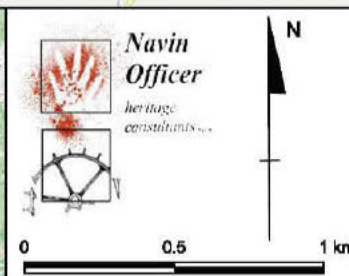 Navin
Officer
heritage
consultants
N
0 0.5 1 km